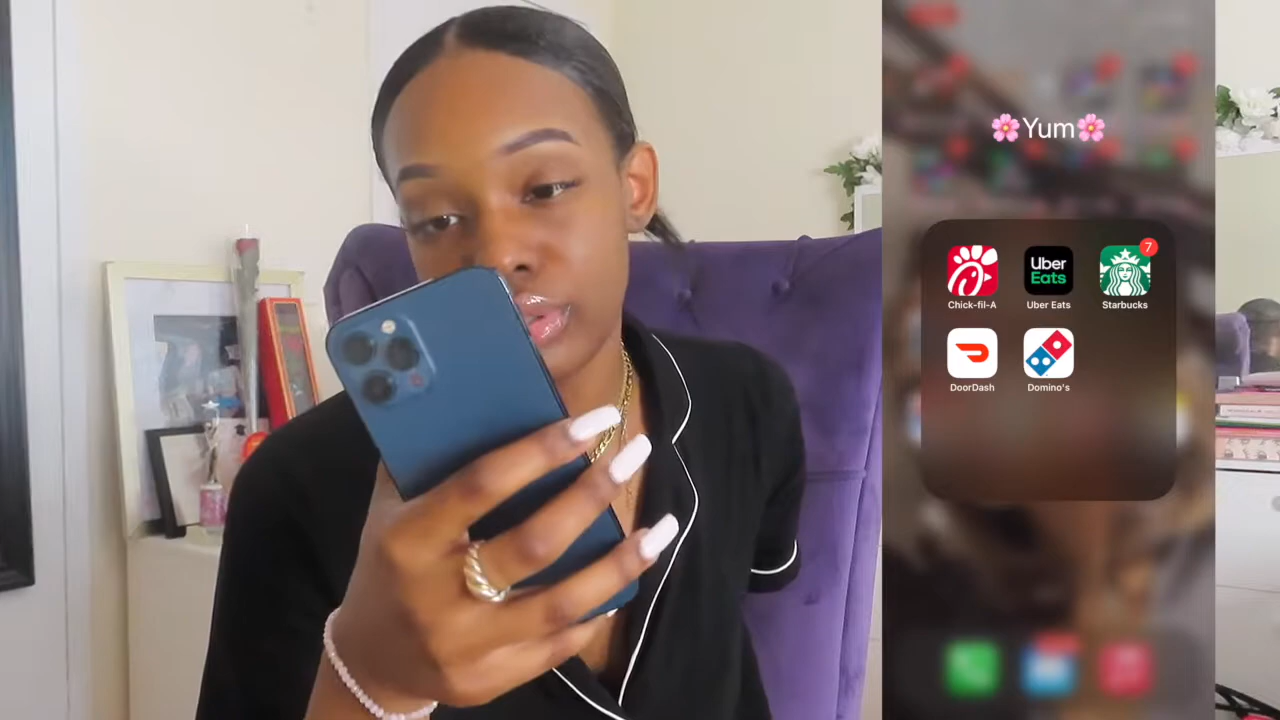 🌸Yum🌸
7
Uber
Eats
Chick-fil-A Uber Eats Starbucks
DoorDash Domino's